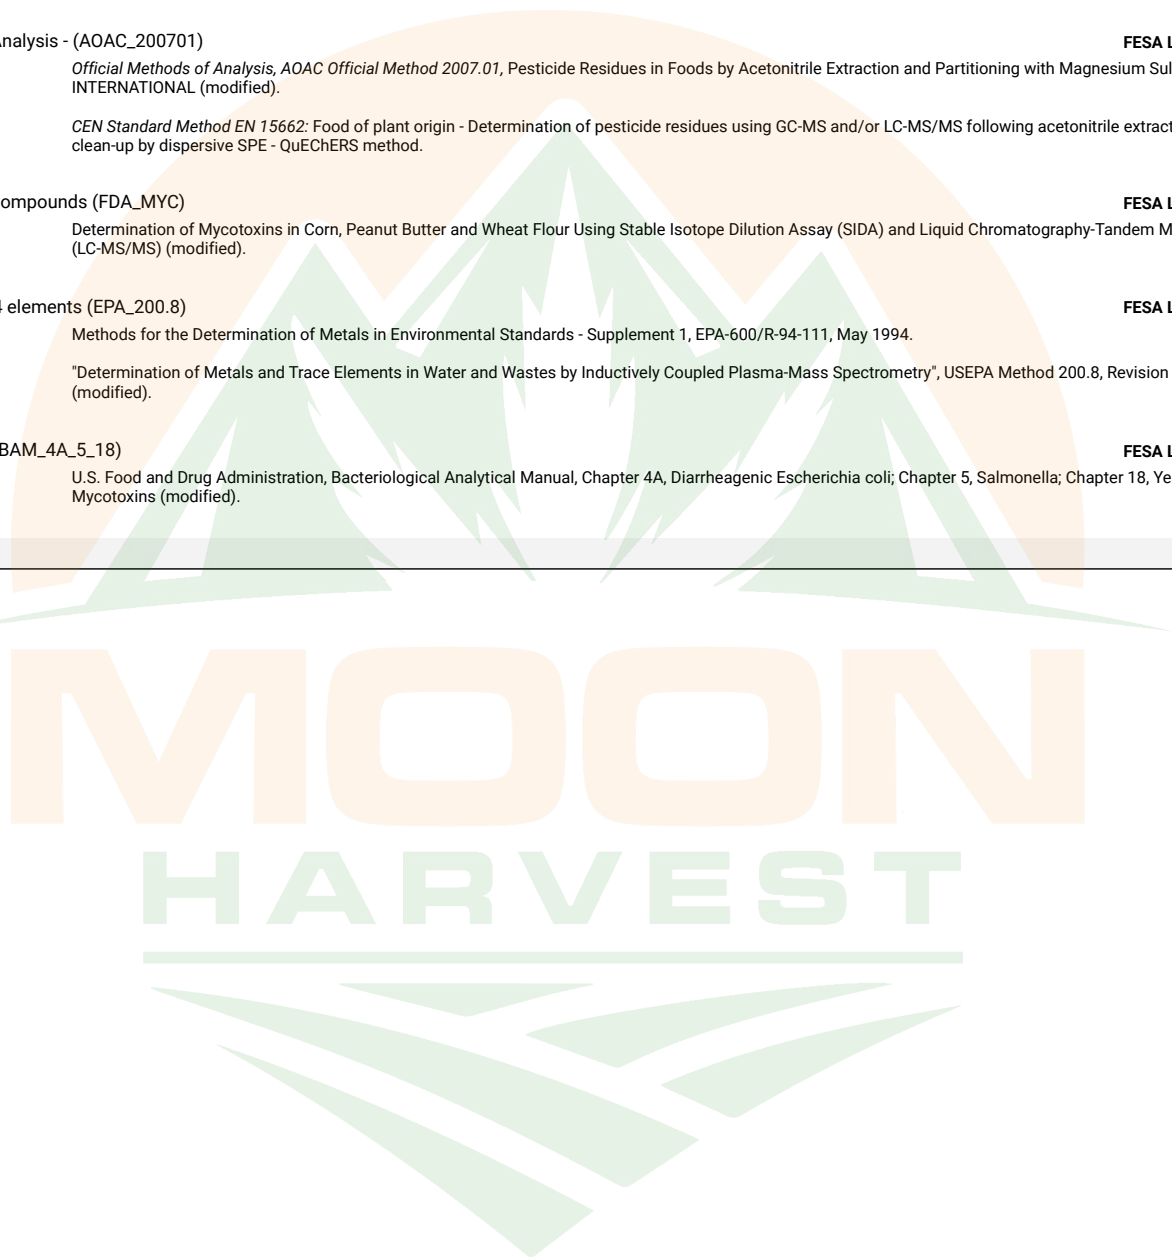 nalysis - (AOAC_200701) FESA L
Official Methods of Analysis, AOAC Official Method 2007.01, Pesticide Residues in Foods by Acetonitrile Extraction and Partitioning with Magnesium Sul
INTERNATIONAL (modified).
CEN Standard Method EN 15662: Food of plant origin - Determination of pesticide residues using GC-MS and/or LC-MS/MS following acetonitrile extract
clean-up by dispersive SPE - QuEChERS method.
ompounds (FDA_MYC) FESA L
Determination of Mycotoxins in Corn, Peanut Butter and Wheat Flour Using Stable Isotope Dilution Assay (SIDA) and Liquid Chromatography-Tandem M
(LC-MS/MS) (modified).
4 elements (EPA_200.8) FESA L
Methods for the Determination of Metals in Environmental Standards - Supplement 1, EPA-600/R-94-111, May 1994.
"Determination of Metals and Trace Elements in Water and Wastes by Inductively Coupled Plasma-Mass Spectrometry", USEPA Method 200.8, Revision
(modified).
BAM_4A_5_18) FESA L
U.S. Food and Drug Administration, Bacteriological Analytical Manual, Chapter 4A, Diarrheagenic Escherichia coli; Chapter 5, Salmonella; Chapter 18, Ye
Mycotoxins (modified).
MOON
HARVEST